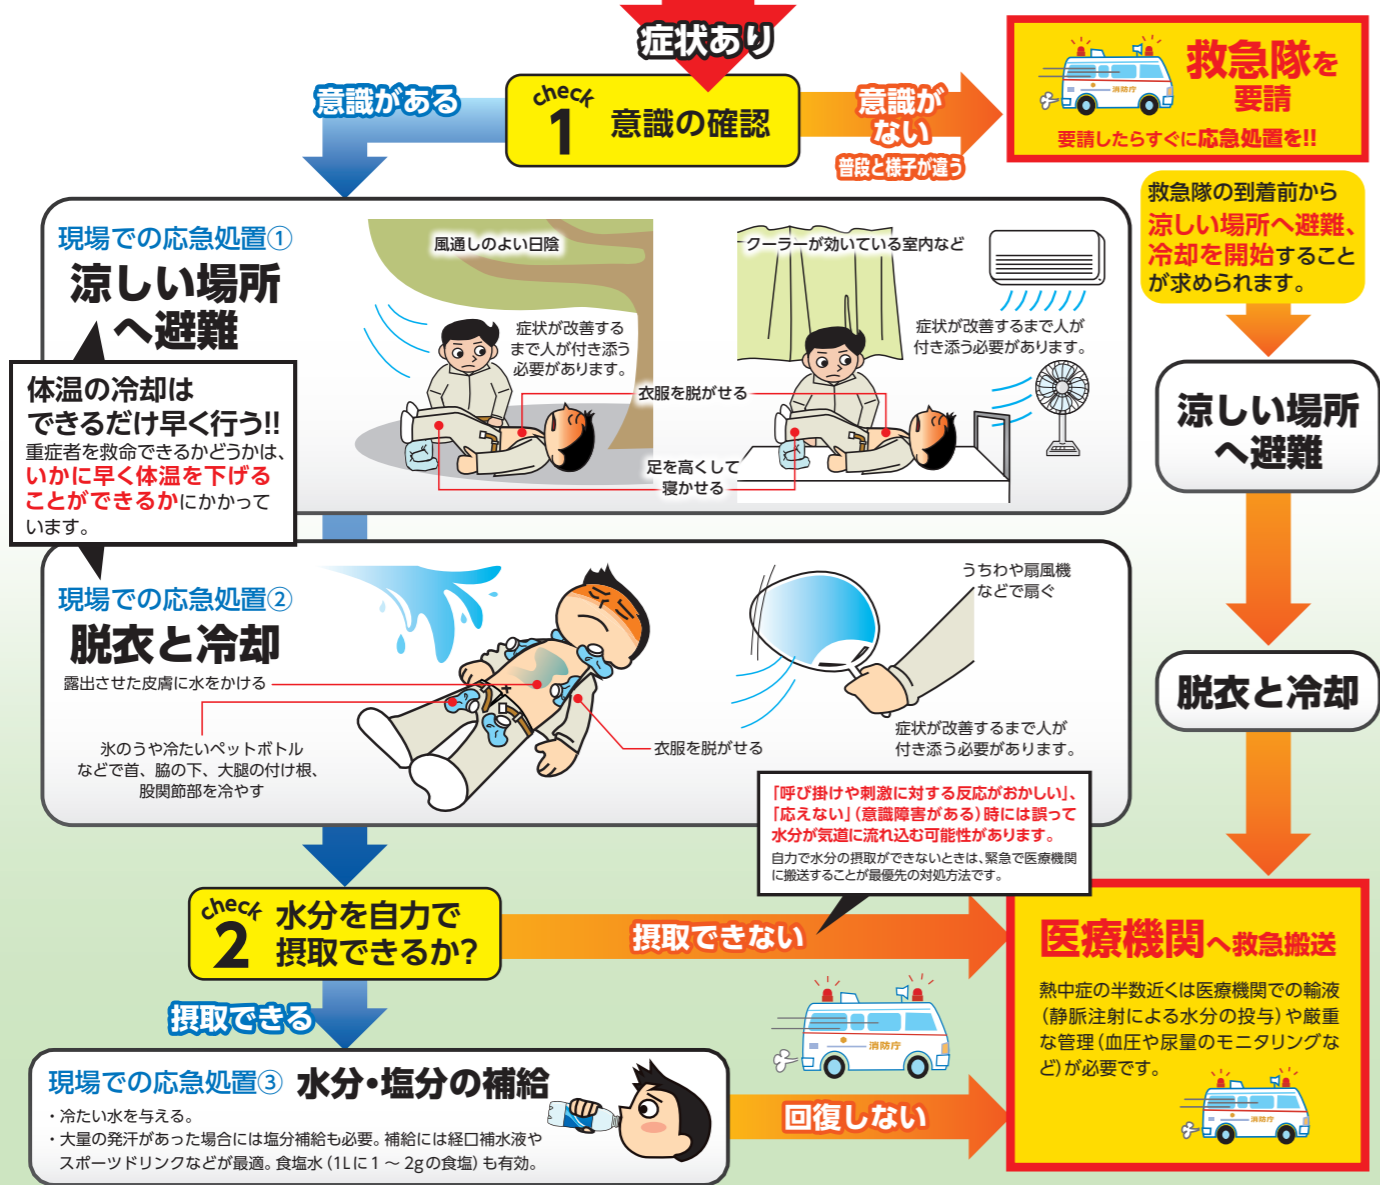 症状あり
check
1
意識の確認
意識がある
意識が
ない
普段と様子が違う
消防庁
救急隊を
要請
要請したらすぐに応急処置を!!
救急隊の到着前から
涼しい場所へ避難、
冷却を開始すること
が求められます。
涼しい場所
へ避難
脱衣と冷却
現場での応急処置①
涼しい場所
へ避難
風通しのよい日陰
症状が改善する
まで人が付き添う
必要があります。
クーラーが効いている室内など
症状が改善するまで人が
付き添う必要があります。
衣服を脱がせる
足を高くして
寝かせる
体温の冷却は
できるだけ早く行う!!
重症者を救命できるかどうかは、
いかに早く体温を下げる
ことができるかにかかって
います。
現場での応急処置②
脱衣と冷却
露出させた皮膚に水をかける
氷のうや冷たいペットボトル
などで首、脇の下、大腿の付け根、
股関節部を冷やす
衣服を脱がせる
うちわや扇風機
などで扇ぐ
症状が改善するまで人が
付き添う必要があります。
「呼び掛けや刺激に対する反応がおかしい」、
「応えない」(意識障害がある)時には誤って
水分が気道に流れ込む可能性があります。
自力で水分の摂取ができないときは、緊急で医療機関
に搬送することが最優先の対処方法です。
check
2
水分を自力で
摂取できるか?
摂取できない
摂取できる
消防庁
医療機関へ救急搬送
熱中症の半数近くは医療機関での輸液
(静脈注射による水分の投与)や厳重
な管理(血圧や尿量のモニタリングな
ど)が必要です。
消防庁
現場での応急処置③ 水分・塩分の補給
・冷たい水を与える。
・大量の発汗があった場合には塩分補給も必要。補給には経口補水液や
スポーツドリンクなどが最適。食塩水(1Lに1～2gの食塩)も有効。
回復しない